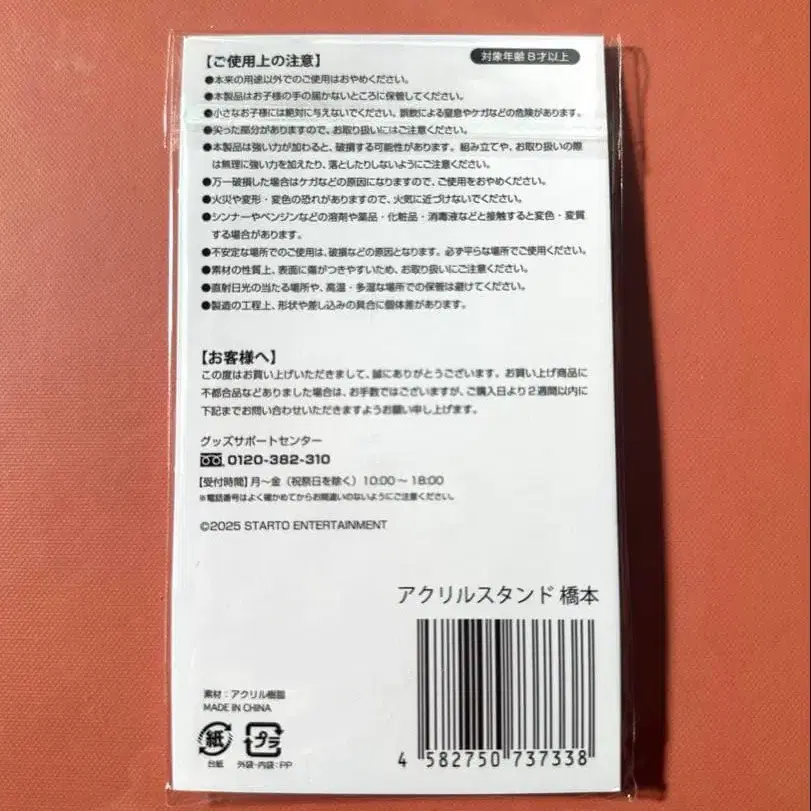 【ご使用上の注意】
対象年齢8才以上
●本来の用途以外でのご使用はおやめください。
●本製品はお子様の手の届かないところに保管してください。
●小さなお子様には絶対に与えないでください。誤飲による窒息やケガなどの危険があります。
●尖った部分がありますので、お取り扱いにはご注意ください。
●本製品は強い力が加わると、破損する可能性があります。組み立てや、お取り扱いの際
は無理に強い力を加えたり、落としたりしないようにご注意ください。
●万一破損した場合はケガなどの原因になりますので、ご使用をおやめください。
●火災や変形・変色の恐れがありますので、火気に近づけないでください。
●シンナーやベンジンなどの溶剤や薬品・化粧品・消毒液などと接触すると変色・変質
する場合があります。
●不安定な場所でのご使用は、破損などの原因となります。必ず平らな場所でご使用ください。
●素材の性質上、表面に傷がつきやすいため、お取り扱いにご注意ください。
●直射日光の当たる場所や、高温・多湿な場所での保管は避けてください。
●製造の工程上、形状や差し込みの具合に個体差があります。
【お客様へ】
この度はお買い上げいただきまして、誠にありがとうございます。お買い上げ商品に
不都合品などありました場合は、お手数ではございますが、ご購入日より2週間以内に
下記までお問い合わせいただきますようお願い申し上げます。
グッズサポートセンター
0120-382-310
【受付時間】月～金（祝祭日を除く）10:00～18:00
※電話番号はよく確かめてからお間違いのないようにご注意ください。
©2025 STARTO ENTERTAINMENT
アクリルスタンド 橋本
素材：アクリル樹脂
MADE IN CHINA
紙 プラ
台紙 外袋・内袋：PP
4 582750 737338